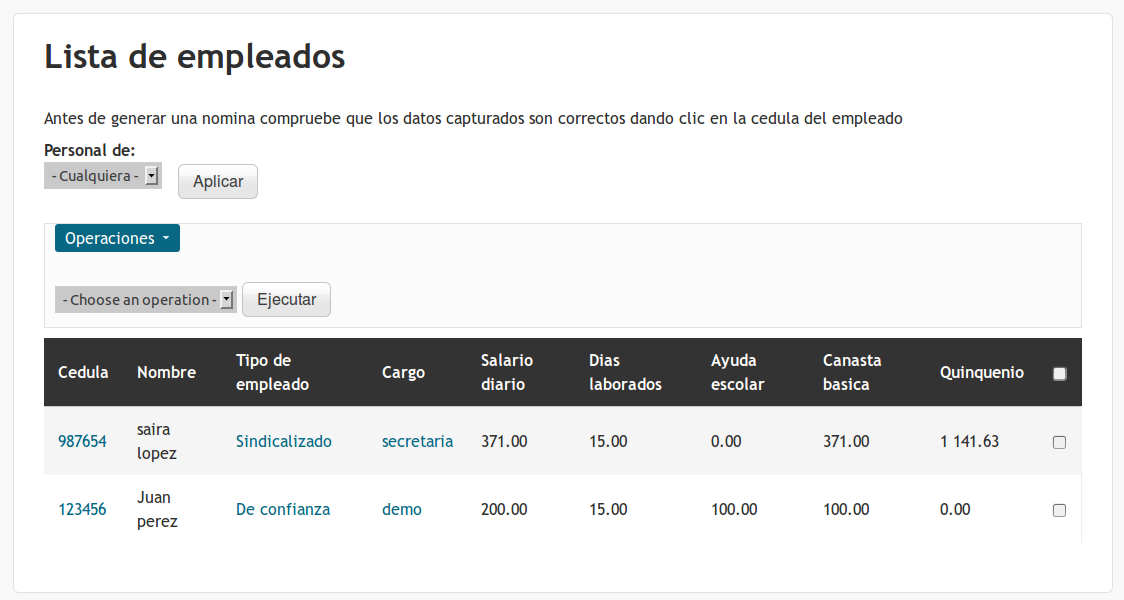 Lista de empleados
Antes de generar una nomina compruebe que los datos capturados son correctos dando clic en la cedula del empleado
Personal de:
- Cualquiera -
Aplicar
Operaciones
- Choose an operation -
Ejecutar
Cedula Nombre Tipo de empleado Cargo Salario diario Dias laborados Ayuda escolar Canasta basica Quinquenio
987654 saira lopez Sindicalizado secretaria 371.00 15.00 0.00 371.00 1 141.63
123456 Juan perez De confianza demo 200.00 15.00 100.00 100.00 0.00